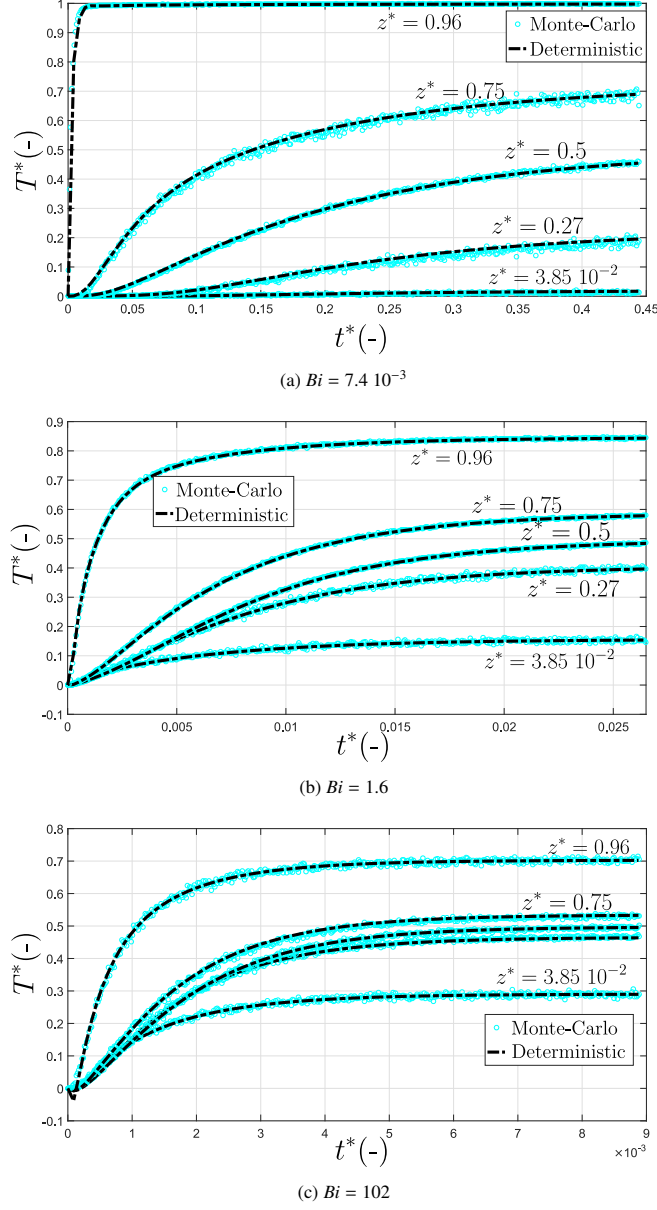 1
0.9
0.8
0.7
0.6
0.5
0.4
0.3
0.2
0.1
0
T*(-)
z* = 0.96
Monte-Carlo
Deterministic
z* = 0.75
z* = 0.5
z* = 0.27
z* = 3.85 10⁻²
0 0.05 0.1 0.15 0.2 0.25 0.3 0.35 0.4 0.45
t*(-)
(a) Bi = 7.4 10⁻³
0.9
0.8
0.7
0.6
0.5
0.4
0.3
0.2
0.1
0
-0.1
T*(-)
z* = 0.96
Monte-Carlo
Deterministic
z* = 0.75
z* = 0.5
z* = 0.27
z* = 3.85 10⁻²
0 0.005 0.01 0.015 0.02 0.025
t*(-)
(b) Bi = 1.6
0.8
0.7
0.6
0.5
0.4
0.3
0.2
0.1
0
-0.1
T*(-)
z* = 0.96
z* = 0.75
z* = 3.85 10⁻²
Monte-Carlo
Deterministic
0 1 2 3 4 5 6 7 8 9
×10⁻³
t*(-)
(c) Bi = 102